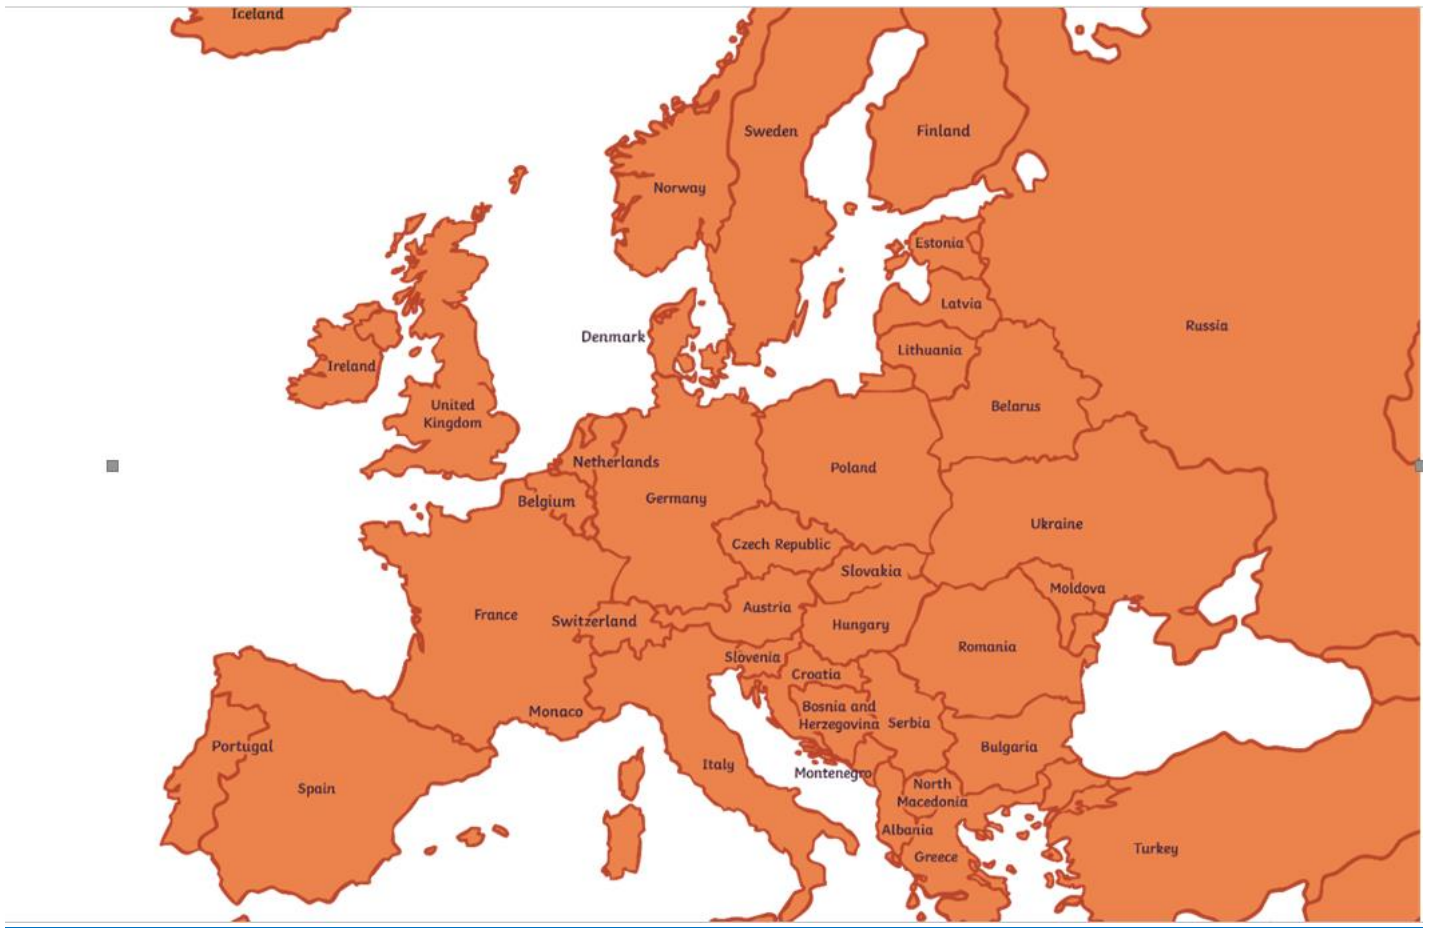 Iceland
Sweden
Finland
Norway
Estonia
Latvia
Russia
Denmark
Lithuania
Ireland
United
Kingdom
Belarus
Netherlands
Poland
Belgium
Germany
Ukraine
Czech Republic
Slovakia
Moldova
Austria
France
Switzerland
Hungary
Romania
Slovenia
Croatia
Monaco
Bosnia and
Herzegovina
Serbia
Portugal
Bulgaria
Italy
Montenegro
Spain
North
Macedonia
Albania
Turkey
Greece